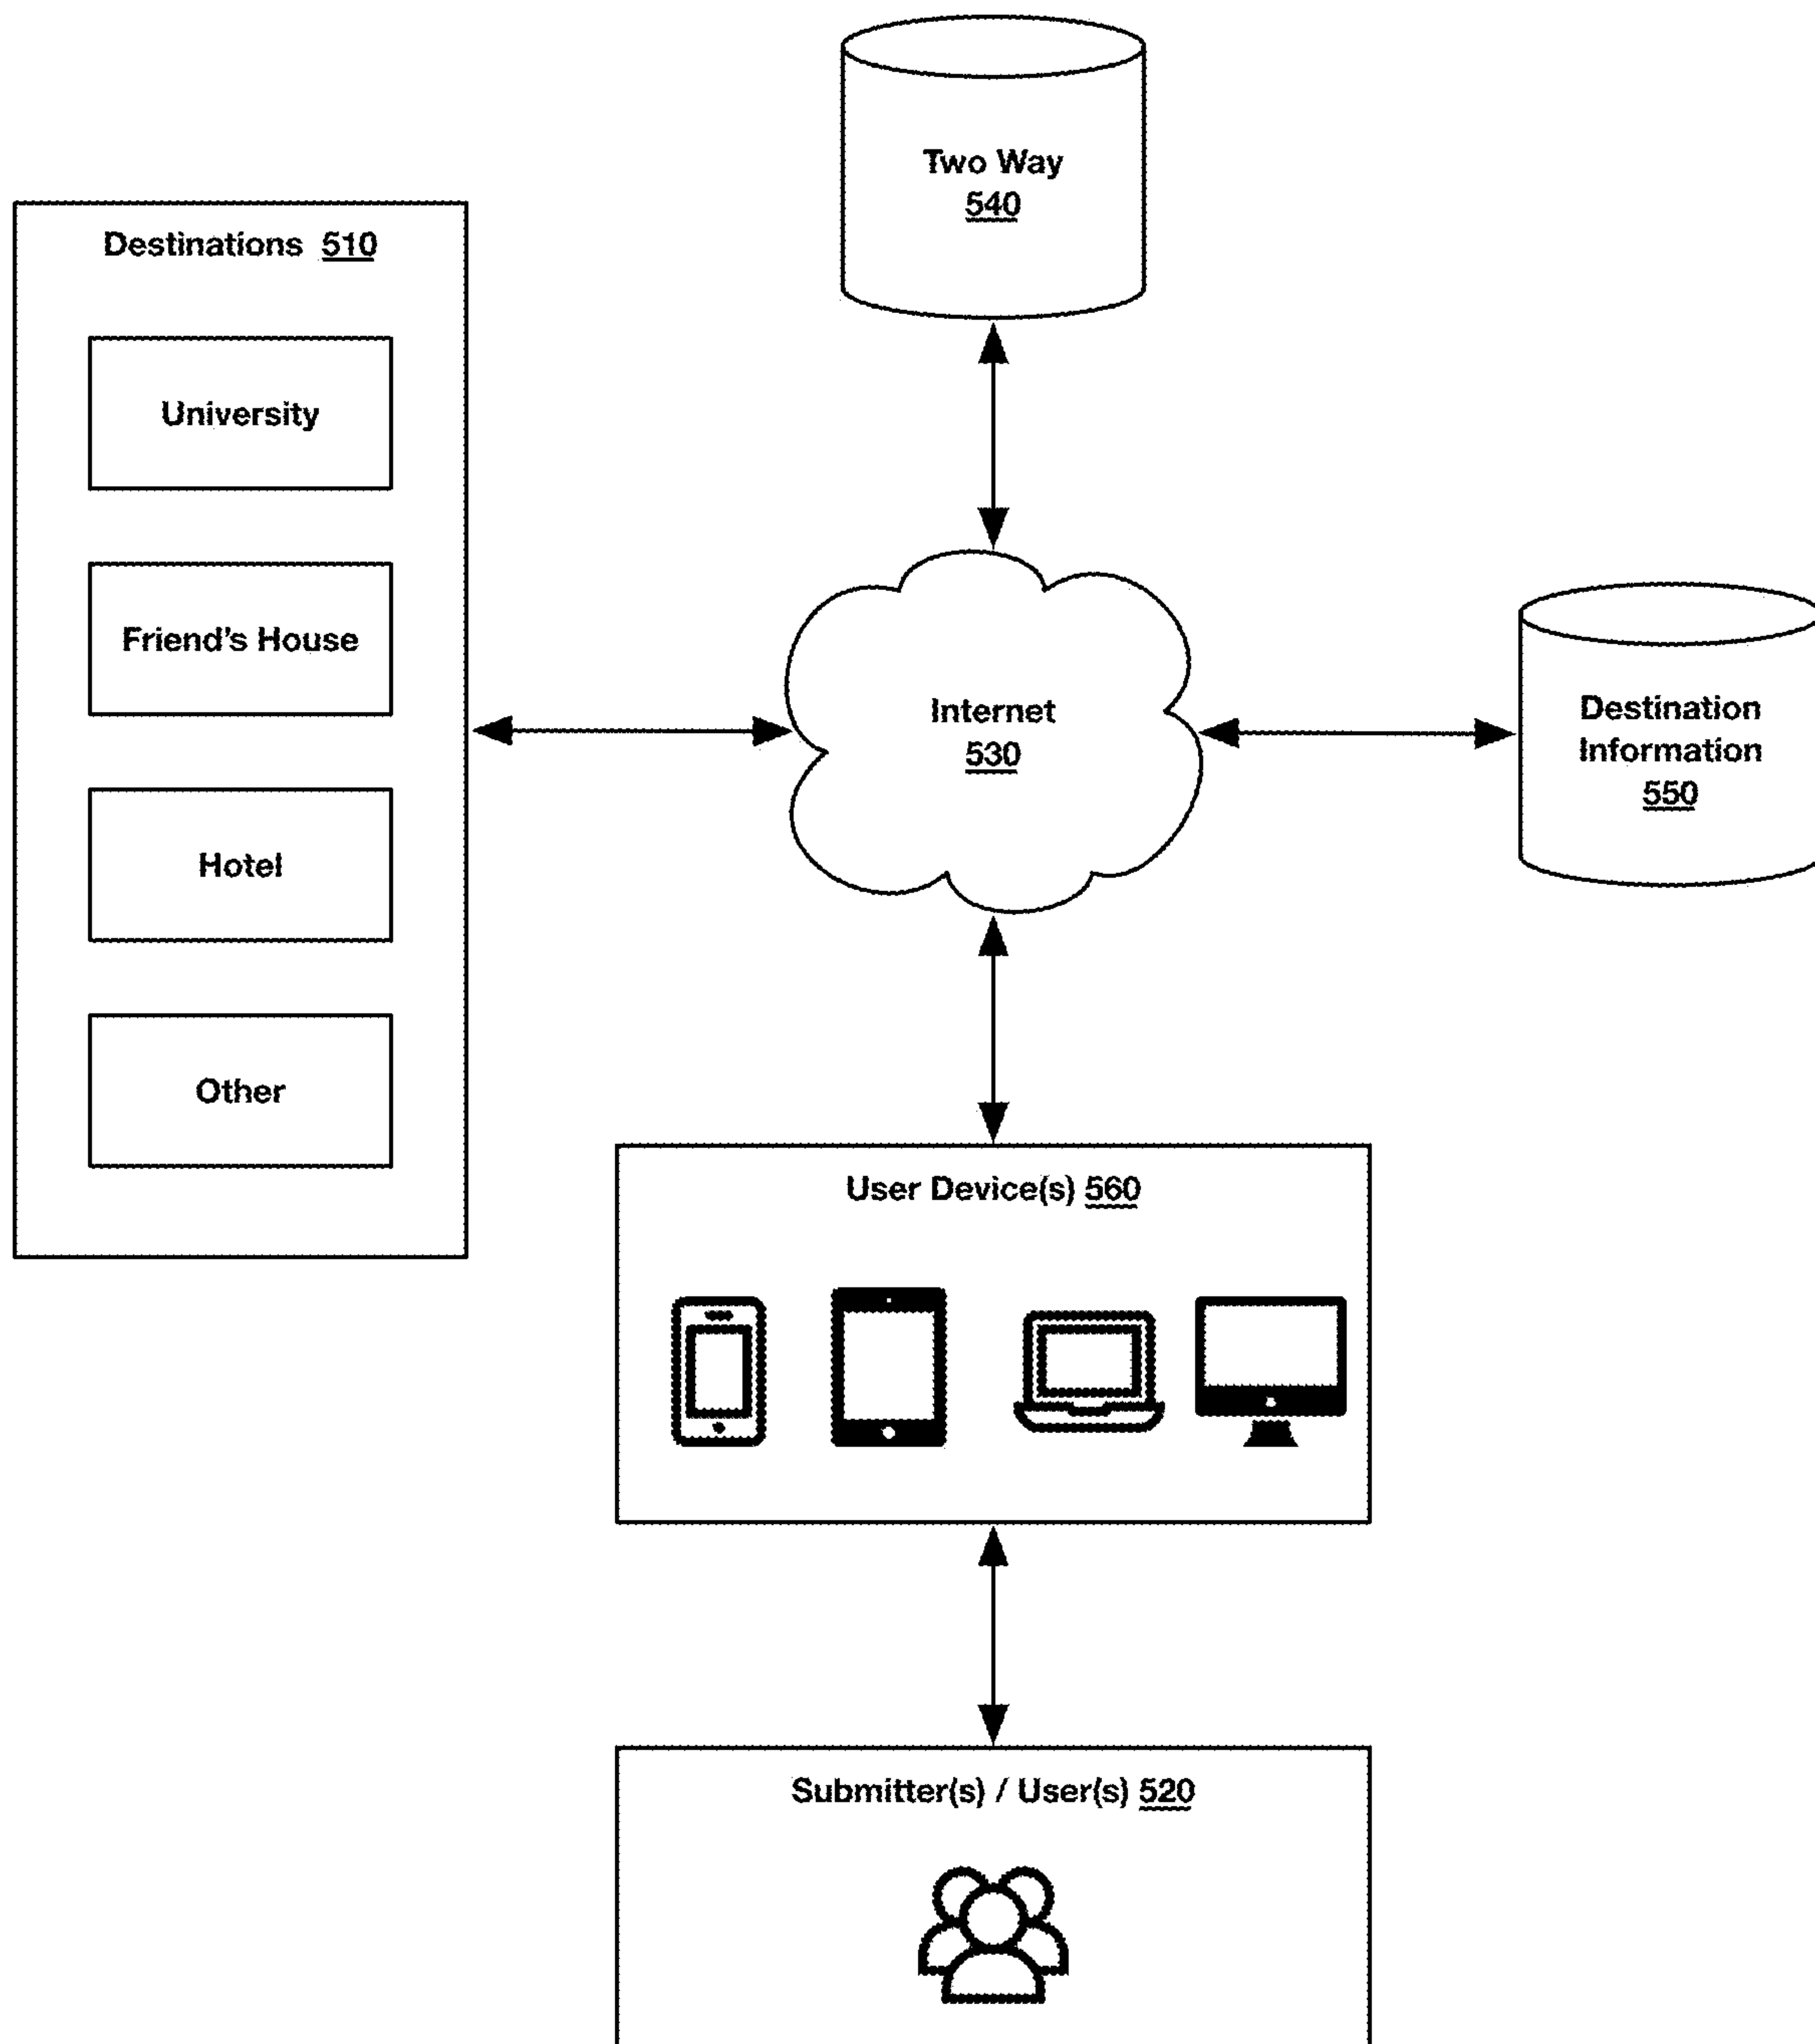 Two Way
540
Destinations 510
University
Friend's House
Hotel
Other
Internet
530
Destination
Information
550
User Device(s) 560
Submitter(s) / User(s) 520